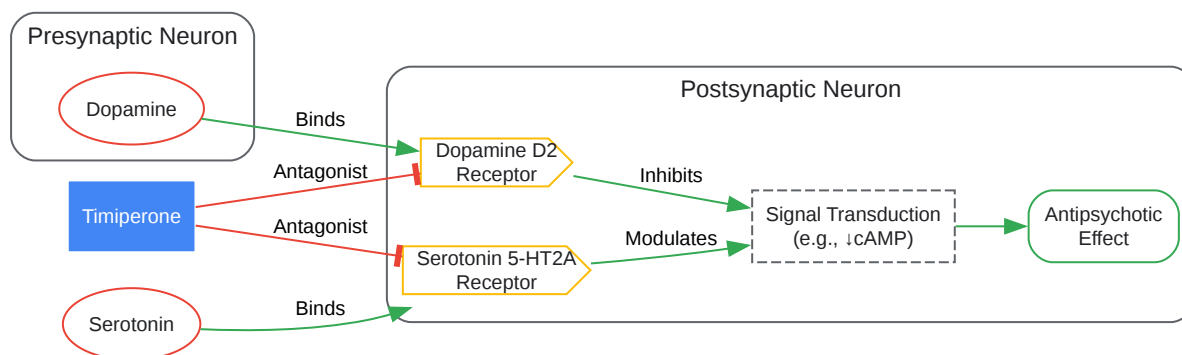 Presynaptic Neuron
Dopamine
Postsynaptic Neuron
Binds
Dopamine D2
Receptor
Antagonist
Inhibits
Timiperone
Signal Transduction
(e.g., ↓cAMP)
Antipsychotic
Effect
Antagonist
Modulates
Serotonin 5-HT2A
Receptor
Binds
Serotonin